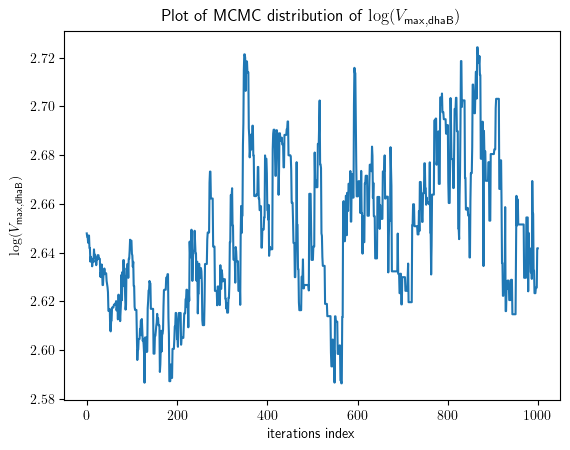 Plot of MCMC distribution of log(V_max,dhaB)
log(V_max,dhaB)
2.72
2.70
2.68
2.66
2.64
2.62
2.60
2.58
0 200 400 600 800 1000
iterations index